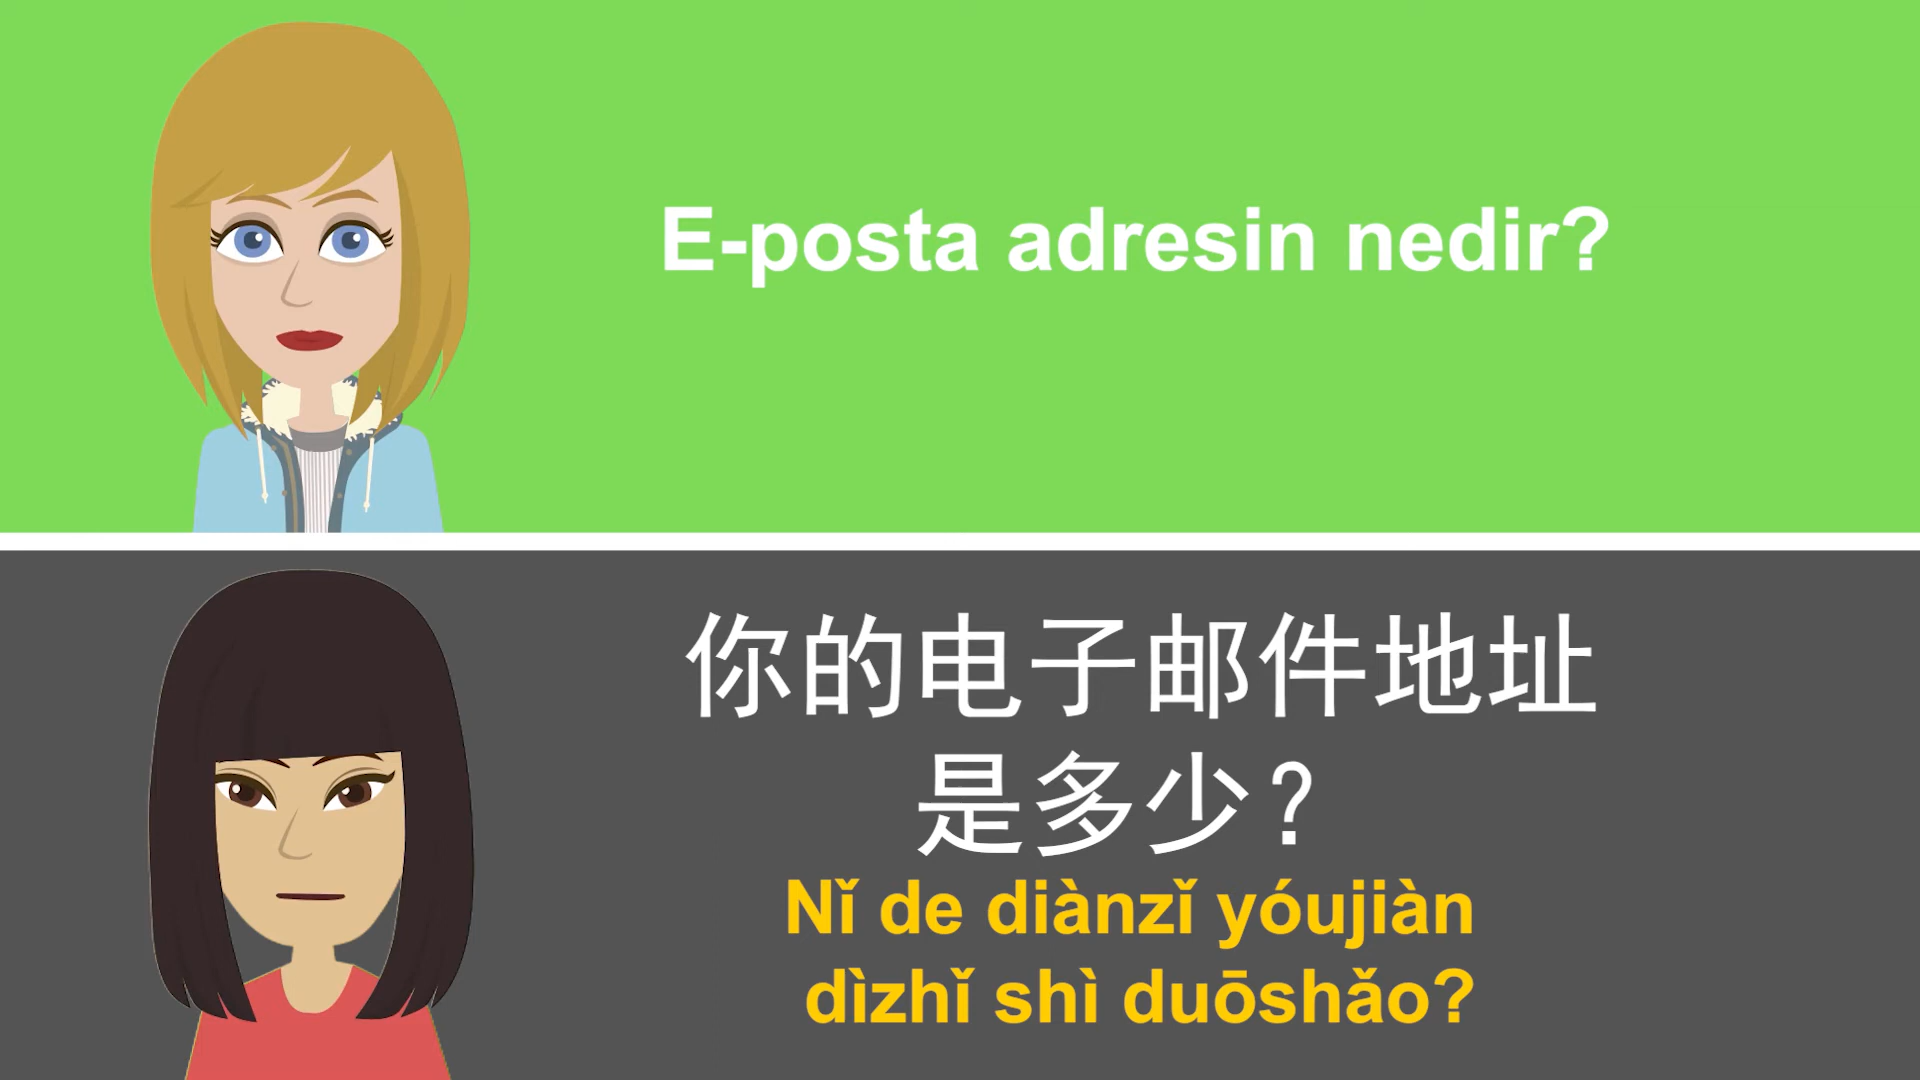 E-posta adresin nedir?
你的电子邮件地址
是多少？
Nǐ de diànzǐ yóujiàn
dìzhǐ shì duōshǎo?